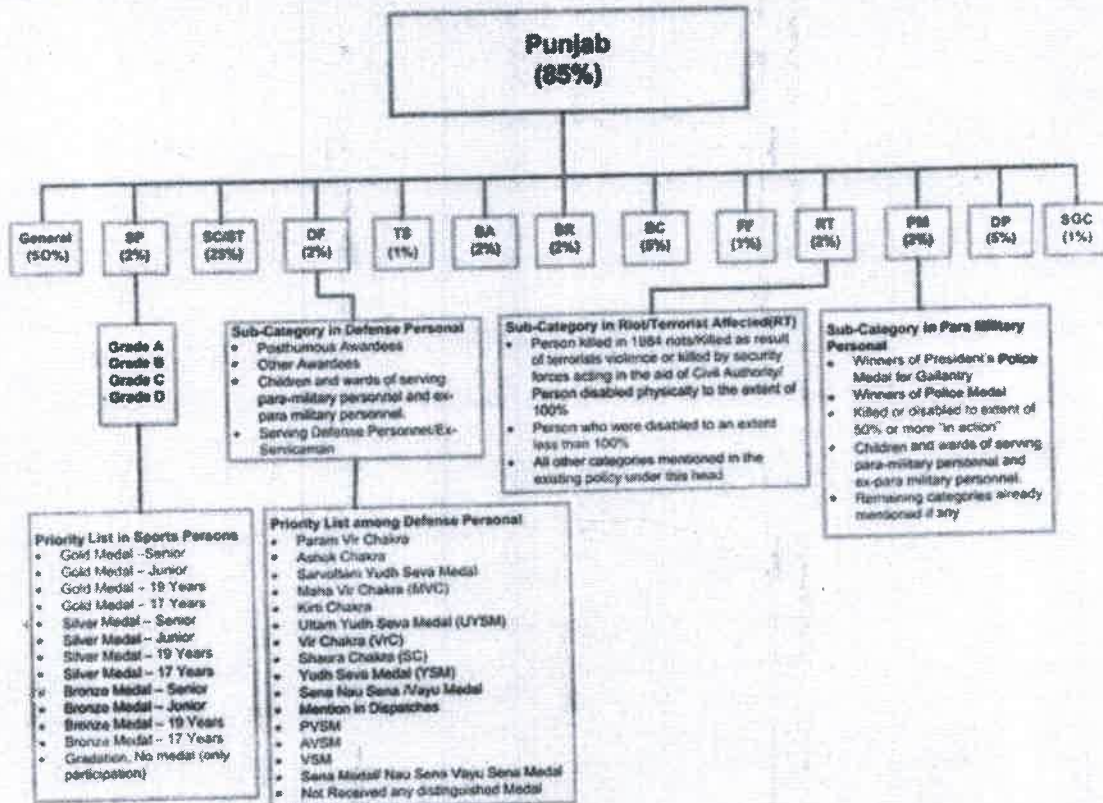 Punjab
(85%)
General
(50%)
SP
(2%)
SC/ST
(25%)
DF
(2%)
TS
(1%)
BA
(2%)
BR
(2%)
BC
(5%)
FF
(1%)
RT
(2%)
PM
(2%)
DP
(5%)
SGC
(1%)
Grade A
Grade B
Grade C
Grade D
Sub-Category in Defense Personal
Posthumous Awardees
Other Awardees
Children and wards of serving
para-military personnel and ex-
para military personnel.
Serving Defense Personnel/Ex-
Serviceman
Sub-Category in Riot/Terrorist Affected(RT)
Person killed in 1984 riots/Killed as
result of terrorists violence or killed by security
forces acting in the aid of Civil Authority/
Person disabled physically to the extent of
100%
Person who were disabled to an extent
less than 100%
All other categories mentioned in the
existing policy under this head
Sub-Category in Para Military
Personal
Winners of President's Police
Medal for Gallantry
Winners of Police Medal
Killed or disabled to extent of
50% or more "in action"
Children and wards of serving
para-military personnel and
ex-para military personnel.
Remaining categories already
mentioned if any
Priority List in Sports Persons
Gold Medal –Senior
Gold Medal – Junior
Gold Medal – 19 Years
Gold Medal – 17 Years
Silver Medal – Senior
Silver Medal – Junior
Silver Medal – 19 Years
Silver Medal – 17 Years
Bronze Medal – Senior
Bronze Medal – Junior
Bronze Medal – 19 Years
Bronze Medal – 17 Years
Gradation, No medal (only
participation)
Priority List among Defense Personal
Param Vir Chakra
Ashok Chakra
Sarvottam Yudh Seva Medal
Maha Vir Chakra (MVC)
Kirti Chakra
Uttam Yudh Seva Medal (UYSM)
Vir Chakra (VrC)
Shaura Chakra (SC)
Yudh Seva Medal (YSM)
Sena Nau Sena /Vayu Medal
Mention in Dispatches
PVSM
AVSM
VSM
Sena Medal/ Nau Sena Vayu Sena Medal
Not Received any distinguished Medal